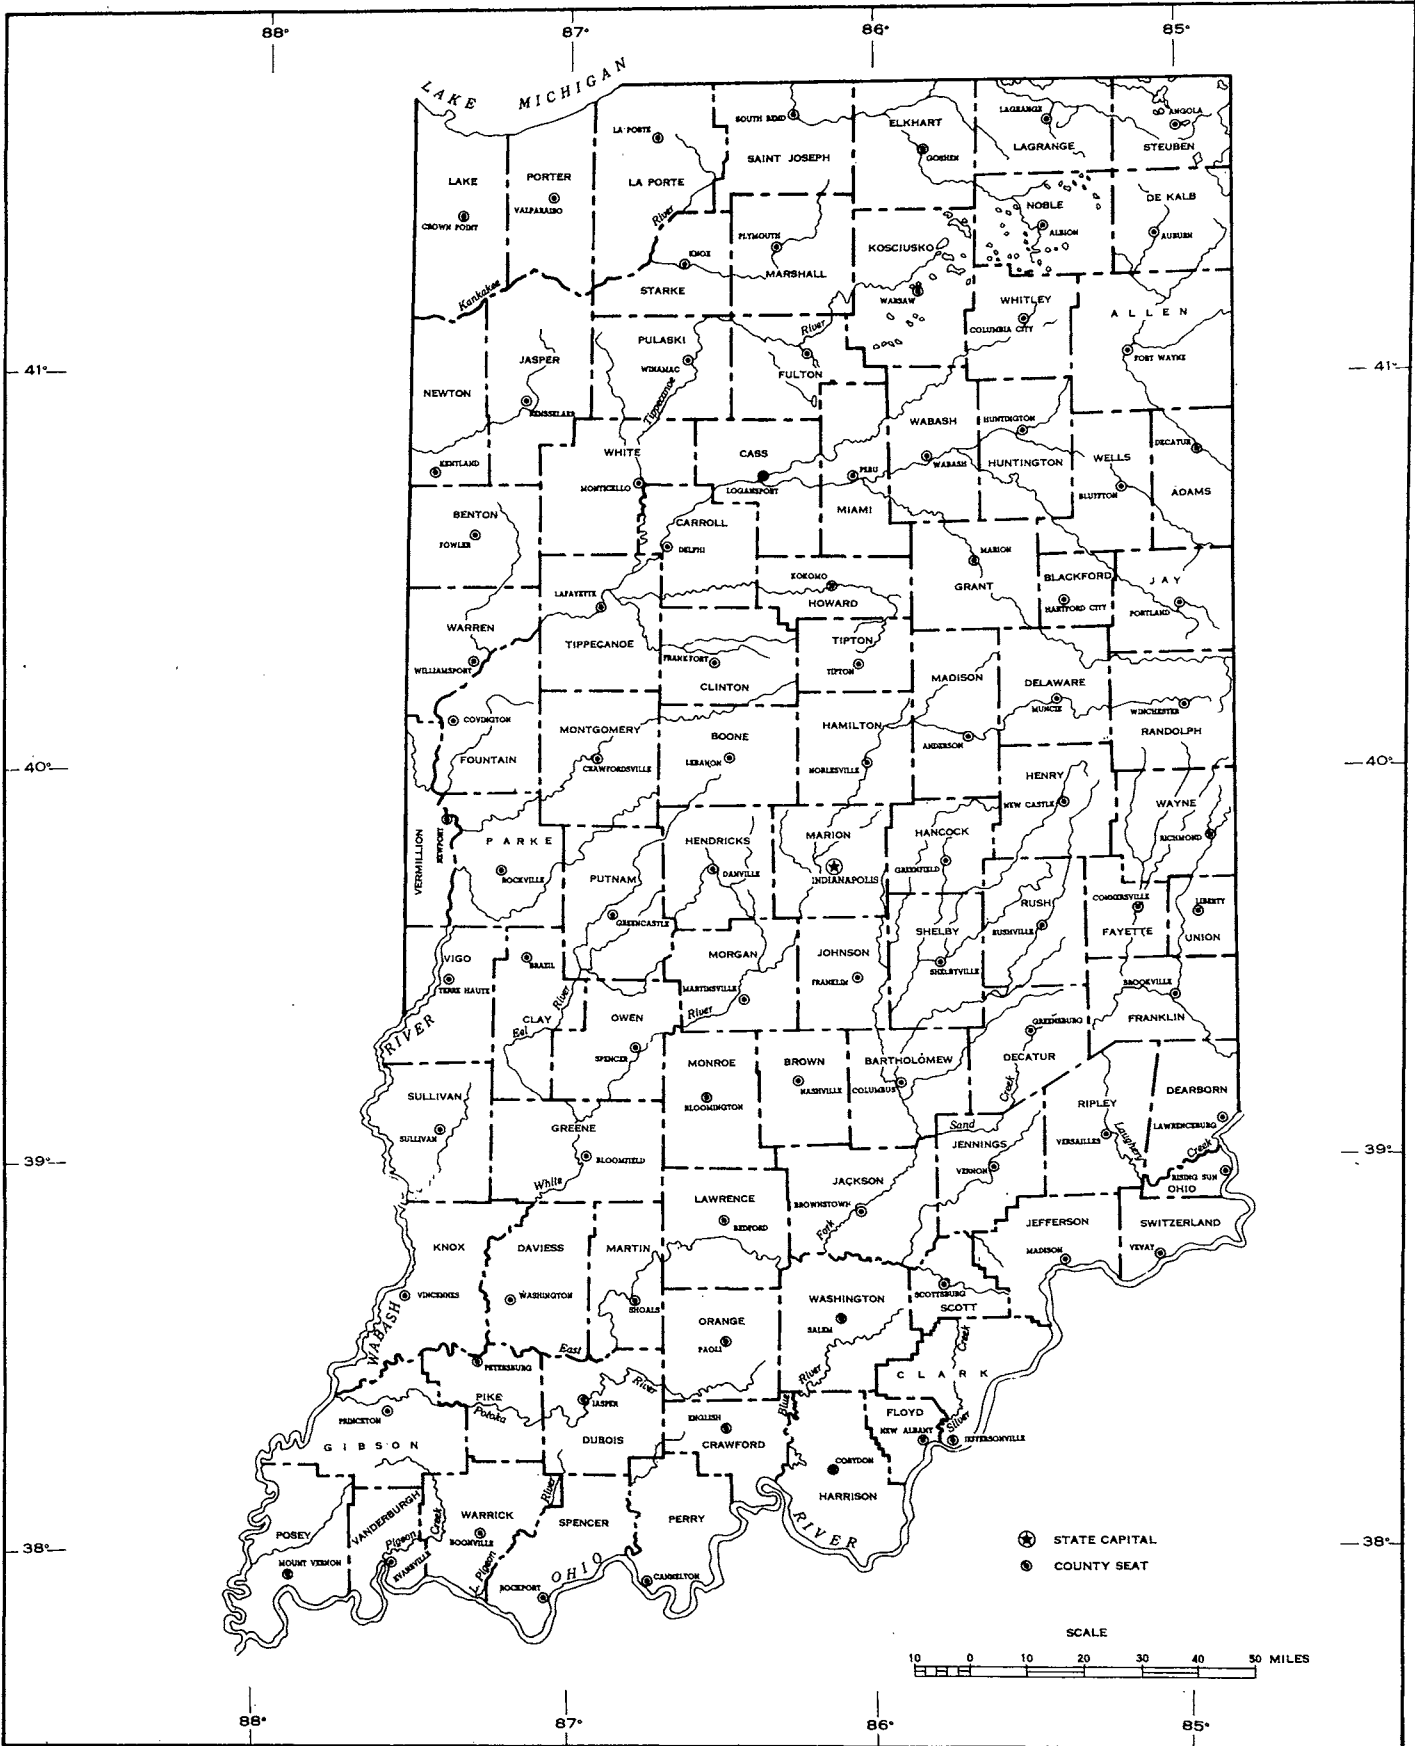 88° 87° 86° 85°
LAKE MICHIGAN
SOUTH BEND
ELKHART
LAGRANGE
ANGOLA
LA PORTE
SAINT JOSEPH
GOSHEN
LAGRANGE
STEUBEN
LAKE
PORTER
LA PORTE
VALPARAISO
CROWN POINT
River
NOBLE
DE KALB
ALBION
AUBURN
PLYMOUTH
KOSCIUSKO
KNOX
MARSHALL
STARKE
Kankakee
WARSAW
WHITLEY
COLUMBIA CITY
ALLEN
River
PULASKI
WINAMAC
FULTON
FORT WAYNE
JASPER
41° 41°
NEWTON
RENSSELAER
Tippecanoe
WABASH
HUNTINGTON
DECATUR
WHITE
CASS
KENTLAND
PERU
WABASH
HUNTINGTON
WELLS
MONTICELLO
LOGANSPORT
BLUFFTON
ADAMS
BENTON
MIAMI
CARROLL
FOWLER
DELPHI
MARION
GRANT
BLACKFORD
JAY
KOKOMO
HOWARD
LAFAYETTE
HARTFORD CITY
PORTLAND
WARREN
TIPPECANOE
TIPTON
FRANKFORT
TIPTON
WILLIAMSPORT
CLINTON
MADISON
DELAWARE
MUNCIE
WINCHESTER
COVINGTON
MONTGOMERY
HAMILTON
BOONE
ANDERSON
RANDOLPH
FOUNTAIN
CRAWFORDSVILLE
LEBANON
NOBLESVILLE
40° 40°
HENRY
NEW CASTLE
WAYNE
NEWPORT
VERMILLION
PARKE
HENDRICKS
MARION
HANCOCK
RICHMOND
ROCKVILLE
PUTNAM
DANVILLE
INDIANAPOLIS
GREENFIELD
GREENCASTLE
RUSH
CONNERSVILLE
LIBERTY
SHELBY
RUSHVILLE
FAYETTE
UNION
VIGO
BRAZIL
MORGAN
JOHNSON
SHELBYVILLE
TERRE HAUTE
MARTINSVILLE
FRANKLIN
BROOKVILLE
River
River
CLAY
OWEN
Eel
GREENSBURG
FRANKLIN
RIVER
SPENCER
MONROE
BROWN
BARTHOLOMEW
DECATUR
NASHVILLE
COLUMBUS
Creek
SULLIVAN
BLOOMINGTON
RIPLEY
DEARBORN
GREENE
Sand
LAWRENCEBURG
SULLIVAN
JENNINGS
VERSAILLES
Laughery
BLOOMFIELD
39° 39°
Creek
White
JACKSON
VERNON
RISING SUN
OHIO
LAWRENCE
BROWNSTOWN
BEDFORD
Fork
JEFFERSON
SWITZERLAND
KNOX
DAVIESS
MARTIN
MADISON
VEVAY
VINCENNES
WASHINGTON
SHOALS
WASHINGTON
SCOTTSBURG
SCOTT
WABASH
ORANGE
SALEM
PAOLI
East
Creek
PETERSBURG
River
CLARK
PIKE
Patoka
JASPER
River
Blue
PRINCETON
ENGLISH
FLOYD
Silver
GIBSON
DUBOIS
CRAWFORD
NEW ALBANY
JEFFERSONVILLE
CORYDON
HARRISON
River
VANDERBURGH
WARRICK
Creek
SPENCER
PERRY
POSEY
BOONVILLE
Pigeon
RIVER
38° 38°
STATE CAPITAL
MOUNT VERNON
EVANSVILLE
L. Pigeon
OHIO
COUNTY SEAT
ROCKPORT
CANNELTON
SCALE
10 0 10 20 30 40 50 MILES
88° 87° 86° 85°